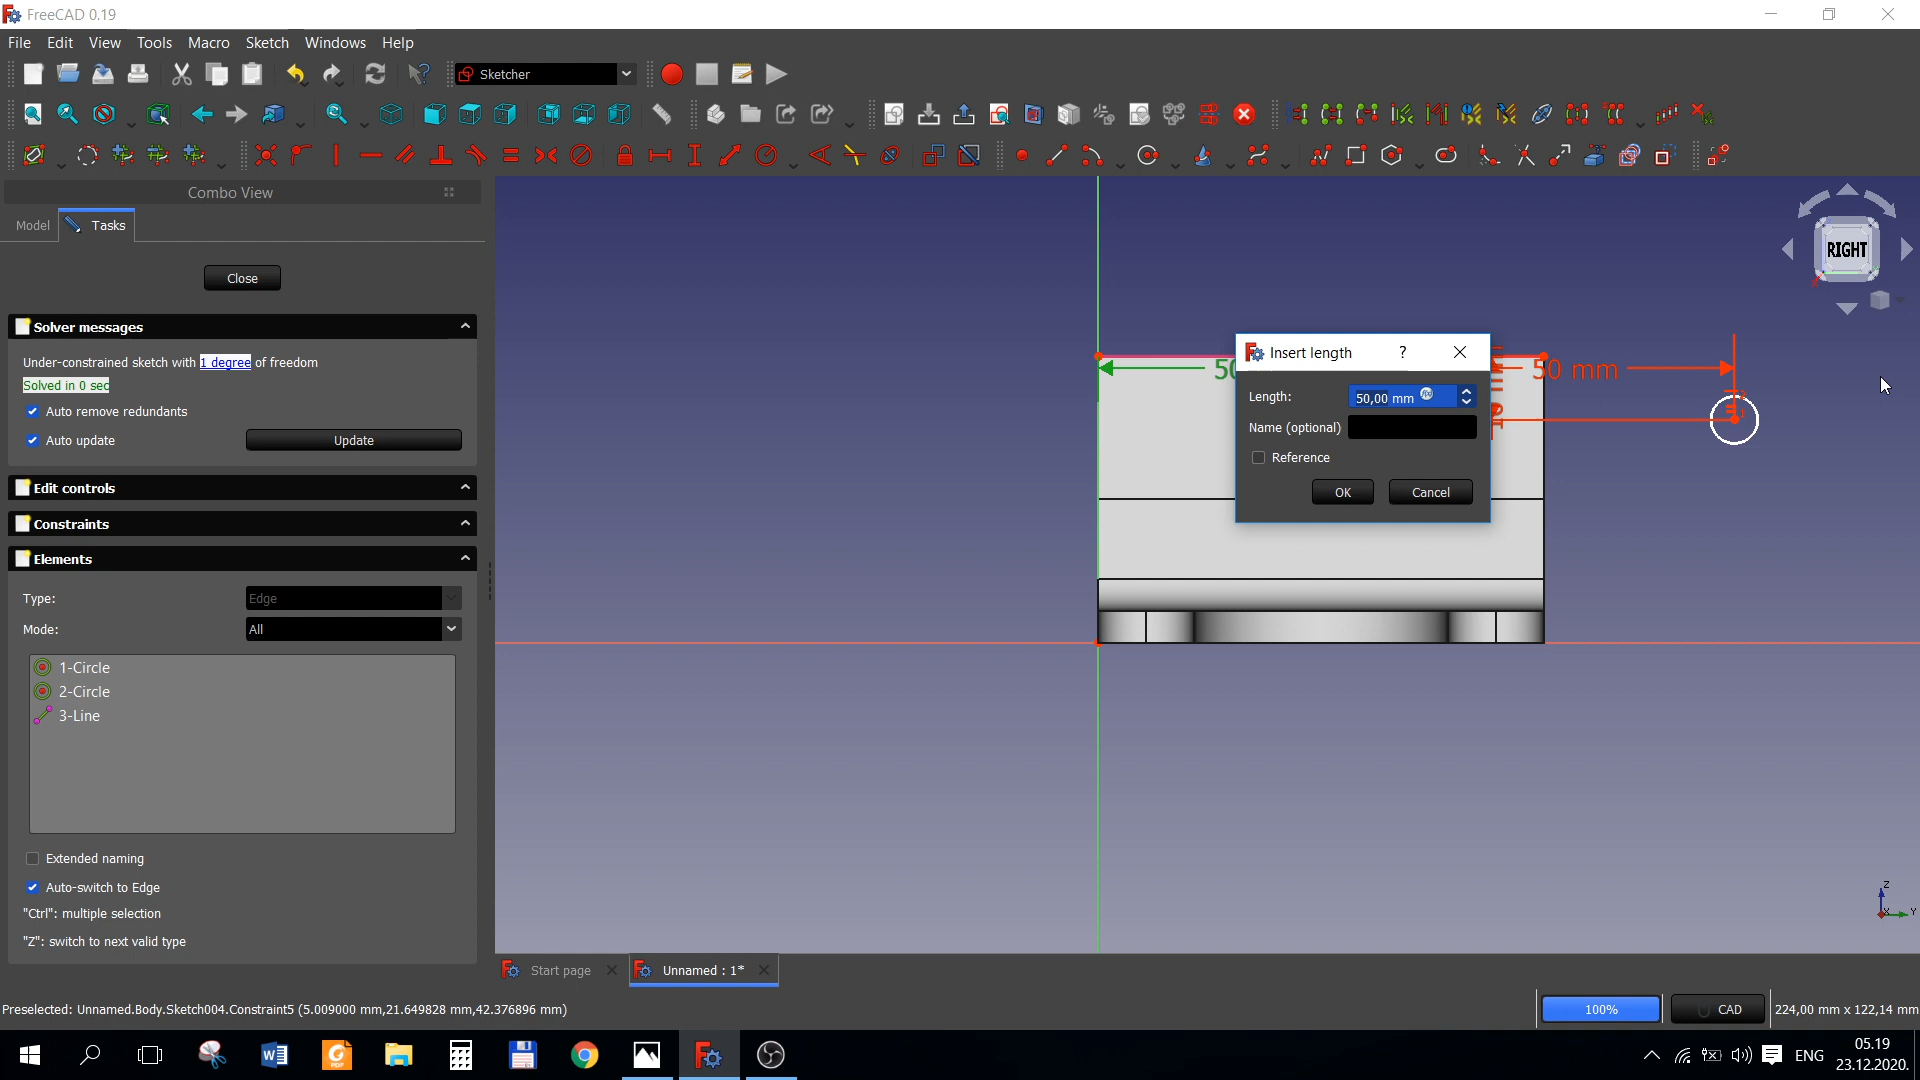 FreeCAD 0.19
File Edit View Tools Macro Sketch Windows Help
Sketcher
Combo View
Model Tasks
Close
Solver messages
Under-constrained sketch with 1 degree of freedom
Solved in 0 sec
Auto remove redundants
Auto update Update
Edit controls
Constraints
Elements
Type: Edge
Mode: All
1-Circle
2-Circle
3-Line
Extended naming
Auto-switch to Edge
"Ctrl": multiple selection
"Z": switch to next valid type
RIGHT
50 mm
Insert length ?
Length: 50,00 mm
Name (optional)
Reference
OK Cancel
Z
X Y
Start page Unnamed : 1*
Preselected: Unnamed.Body.Sketch004.Constraint5 (5.009000 mm,21.649828 mm,42.376896 mm)
100% CAD 224,00 mm x 122,14 mm
ENG
05.19
23.12.2020.